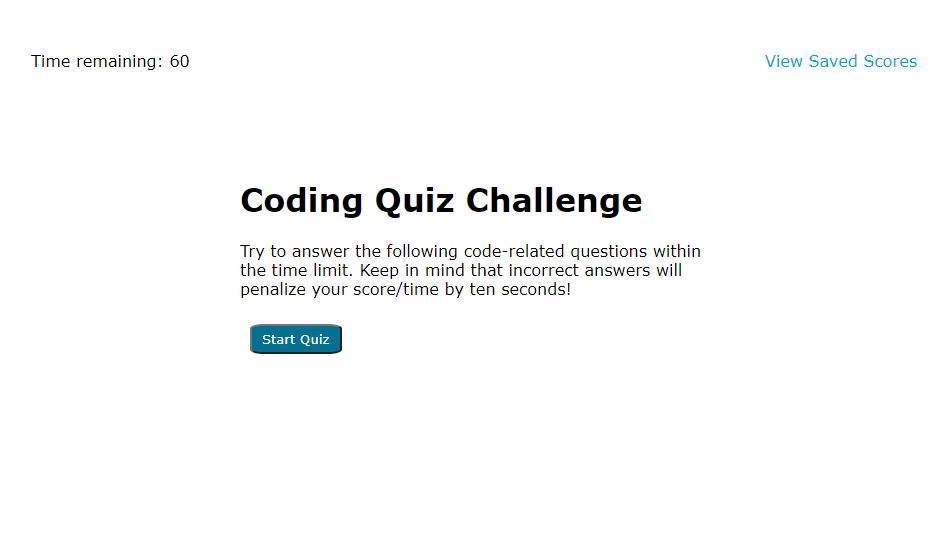 Time remaining: 60
View Saved Scores
Coding Quiz Challenge
Try to answer the following code-related questions within
the time limit. Keep in mind that incorrect answers will
penalize your score/time by ten seconds!
Start Quiz